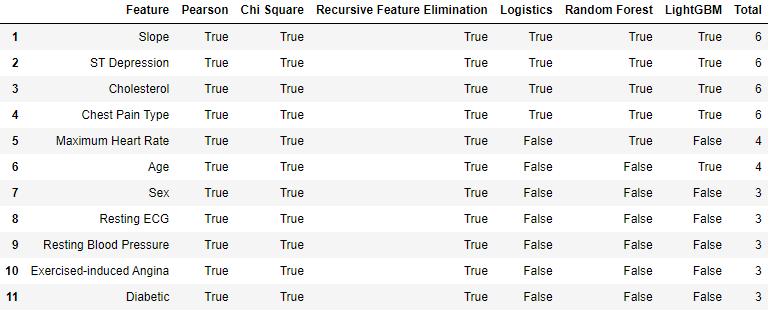 Feature Pearson Chi Square Recursive Feature Elimination Logistics Random Forest LightGBM Total
1 Slope True True True True True True 6
2 ST Depression True True True True True True 6
3 Cholesterol True True True True True True 6
4 Chest Pain Type True True True True True True 6
5 Maximum Heart Rate True True True False True False 4
6 Age True True True False False True 4
7 Sex True True True False False False 3
8 Resting ECG True True True False False False 3
9 Resting Blood Pressure True True True False False False 3
10 Exercised-induced Angina True True True False False False 3
11 Diabetic True True True False False False 3